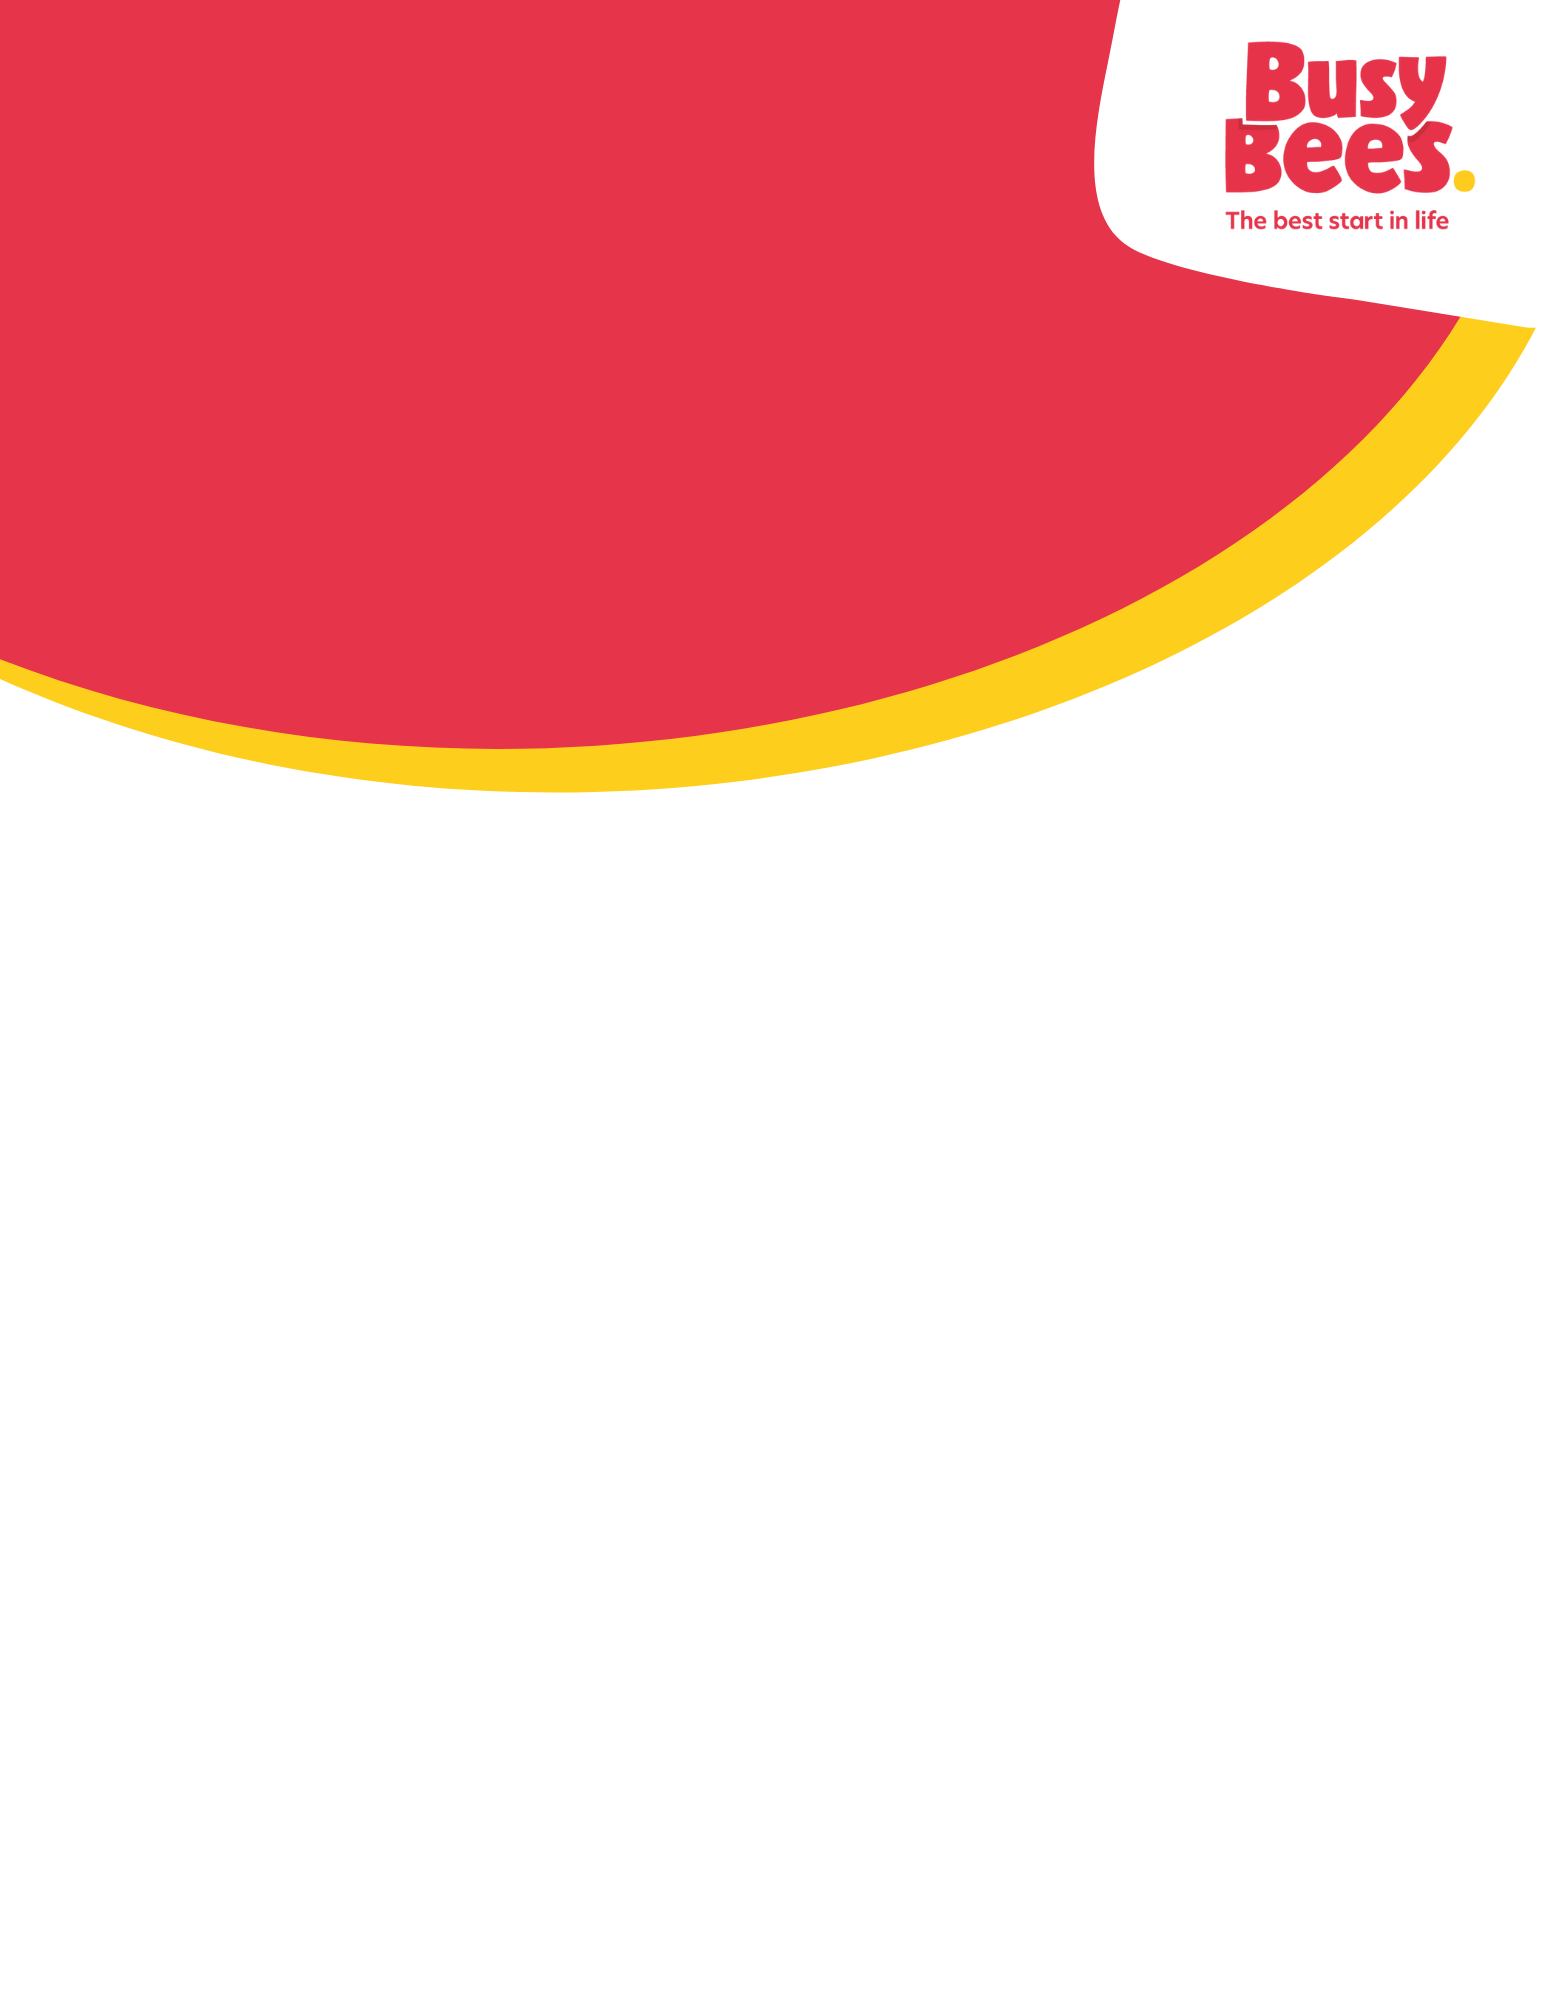 Busy
Bees.
The best start in life